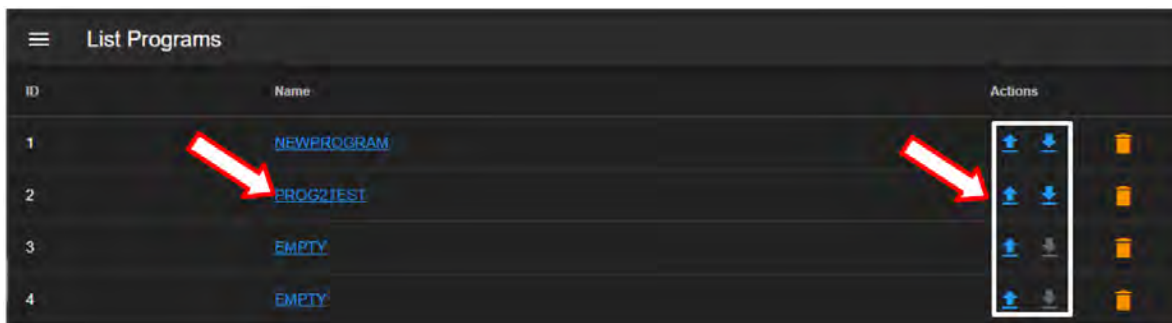 List Programs
ID Name Actions
1 NEWPROGRAM
2 PROG2TEST
3 EMPTY
4 EMPTY